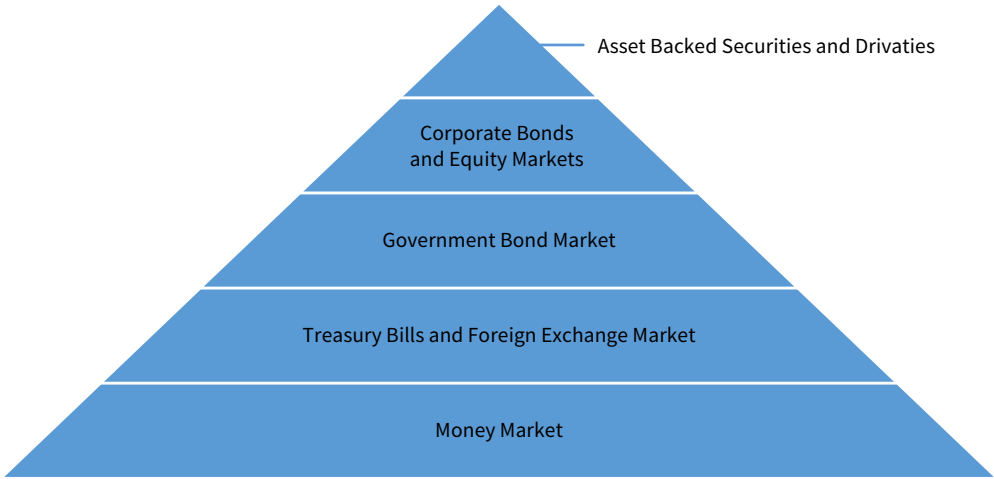 Asset Backed Securities and Drivaties
Corporate Bonds
and Equity Markets
Government Bond Market
Treasury Bills and Foreign Exchange Market
Money Market